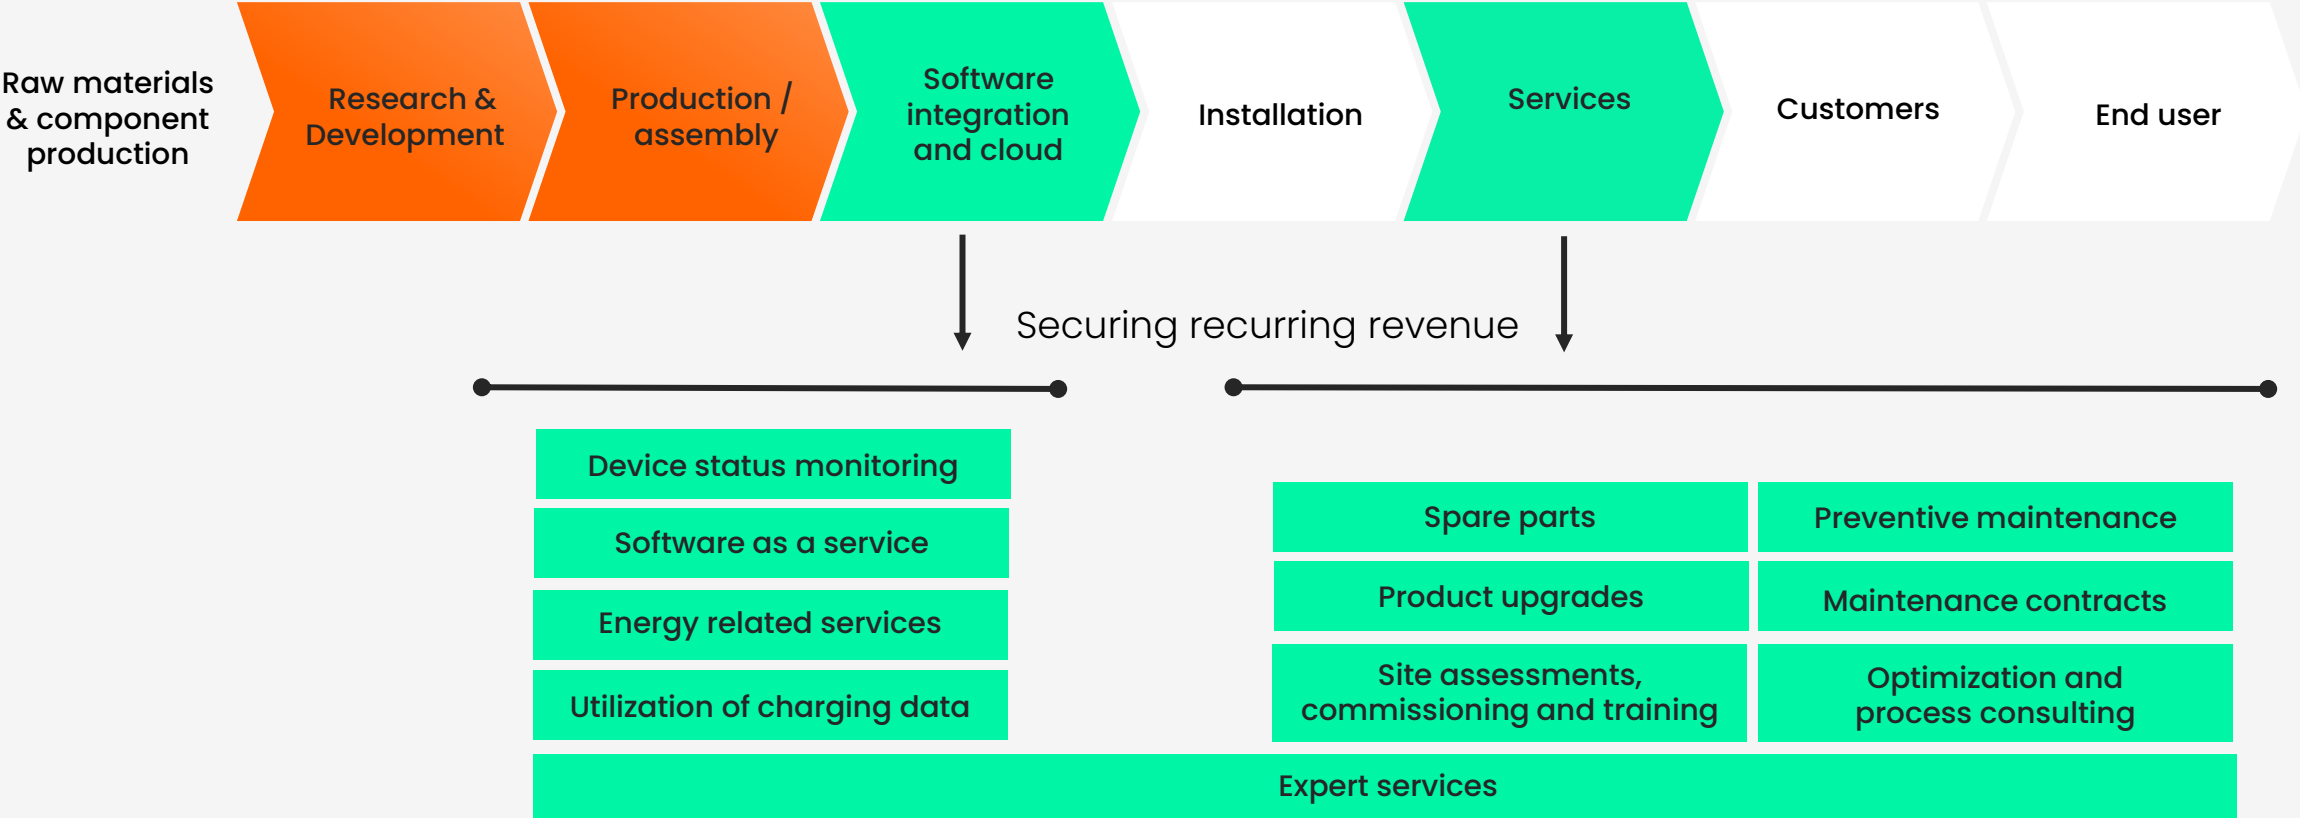 Raw materials
& component
production
Research &
Development
Production /
assembly
Software
integration
and cloud
Installation
Services
Customers
End user
Securing recurring revenue
Device status monitoring
Software as a service
Energy related services
Utilization of charging data
Spare parts
Preventive maintenance
Product upgrades
Maintenance contracts
Site assessments,
commissioning and training
Optimization and
process consulting
Expert services